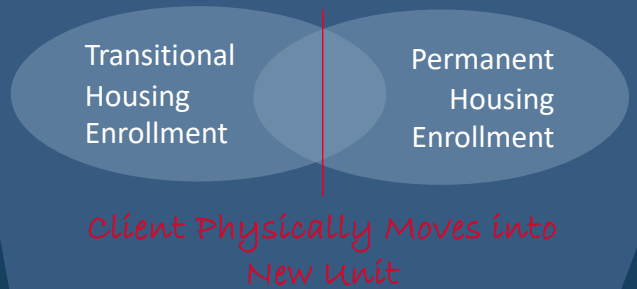 Transitional
Housing
Enrollment
Permanent
Housing
Enrollment
Client Physically Moves into
New Unit